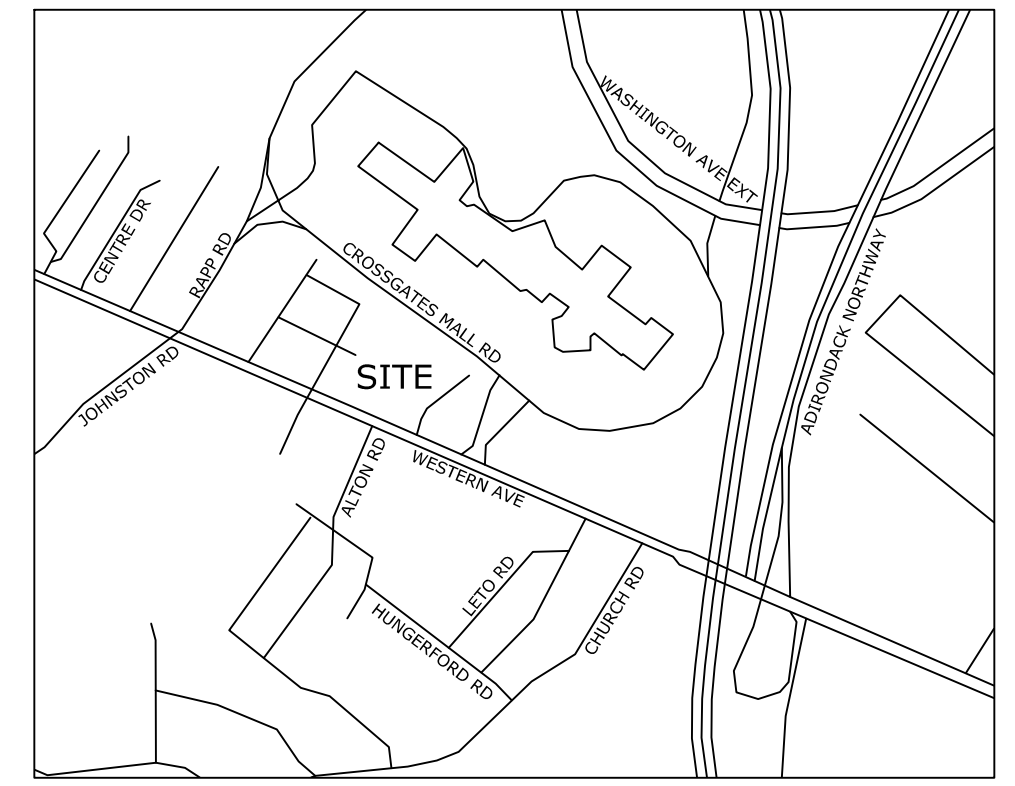 WASHINGTON AVE EXT
CENTRE DR
RAPP RD
CROSSGATES MALL RD
ADIRONDACK NORTHWAY
JOHNSTON RD
SITE
ALTON RD
WESTERN AVE
LETO RD
CHURCH RD
HUNGERFORD RD